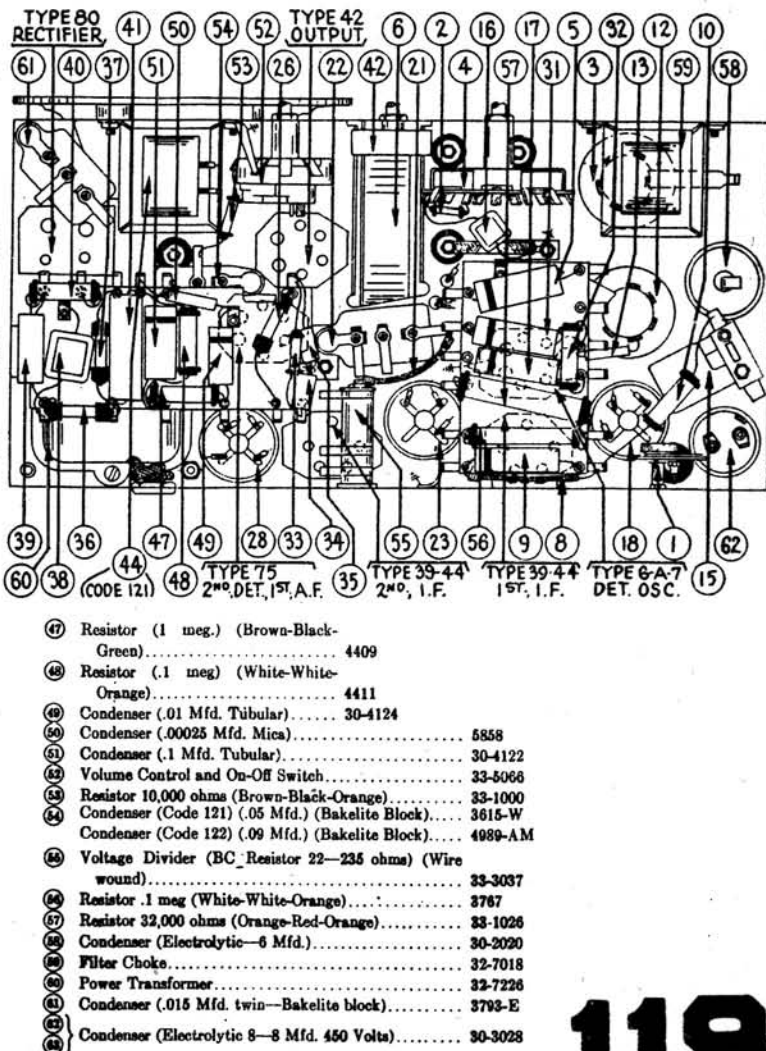 TYPE 80 RECTIFIER
TYPE 42 OUTPUT
41 50 54 52 6 2 16 17 5 32 12 10
61 40 37 51 53 26 22 42 21 4 57 31 3 13 59 58
39 36 44 47 49 28 33 34 55 23 56 9 8 18 1 62
60 38 (CODE 121) 48 TYPE 75 35 TYPE 39-44 TYPE 39-44 TYPE 6-A-7 15
2ND, DET, 1ST, A.F. 2ND, I.F. 1ST, I.F. DET. OSC.
47 Resistor (1 meg.) (Brown-Black-
Green).................... 4409
48 Resistor (.1 meg) (White-White-
Orange).................... 4411
49 Condenser (.01 Mfd. Tubular)...... 30-4124
50 Condenser (.00025 Mfd. Mica)...................... 5858
51 Condenser (.1 Mfd. Tubular)........................ 30-4122
52 Volume Control and On-Off Switch.................. 33-5066
53 Resistor 10,000 ohms (Brown-Black-Orange).......... 33-1000
54 Condenser (Code 121) (.05 Mfd.) (Bakelite Block)..... 3615-W
Condenser (Code 122) (.09 Mfd.) (Bakelite Block)..... 4989-AM
55 Voltage Divider (BC Resistor 22—235 ohms) (Wire
wound)...................................... 33-3037
56 Resistor .1 meg (White-White-Orange)............... 3767
57 Resistor 32,000 ohms (Orange-Red-Orange)........... 33-1026
58 Condenser (Electrolytic—6 Mfd.).................... 30-2020
59 Filter Choke....................................... 32-7018
60 Power Transformer.................................. 32-7226
61 Condenser (.015 Mfd. twin—Bakelite block).......... 3793-E
62
63 } Condenser (Electrolytic 8—8 Mfd. 450 Volts)......... 30-3028
119